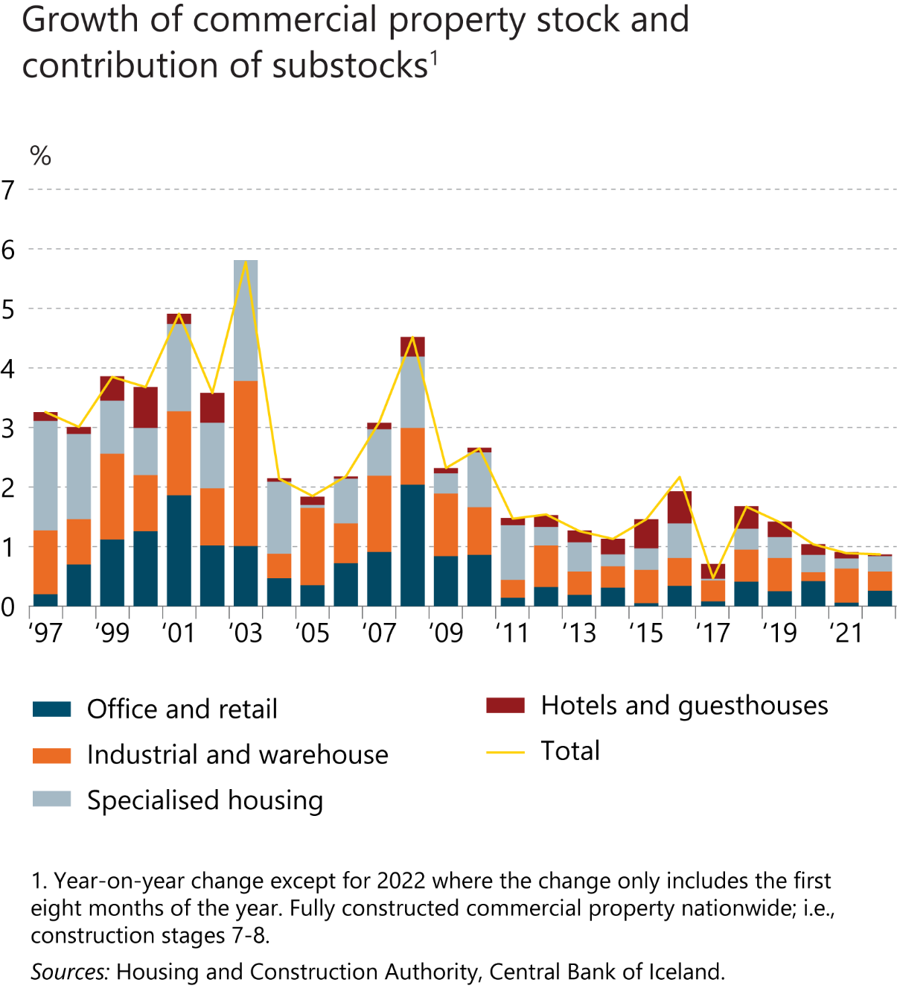 Growth of commercial property stock and
contribution of substocks¹
%
7
6
5
4
3
2
1
0
‘97 ‘99 ‘01 ‘03 ‘05 ‘07 ‘09 ‘11 ‘13 ‘15 ‘17 ‘19 ‘21
Office and retail
Industrial and warehouse
Specialised housing
Hotels and guesthouses
Total
1. Year-on-year change except for 2022 where the change only includes the first
eight months of the year. Fully constructed commercial property nationwide; i.e.,
construction stages 7-8.
Sources: Housing and Construction Authority, Central Bank of Iceland.